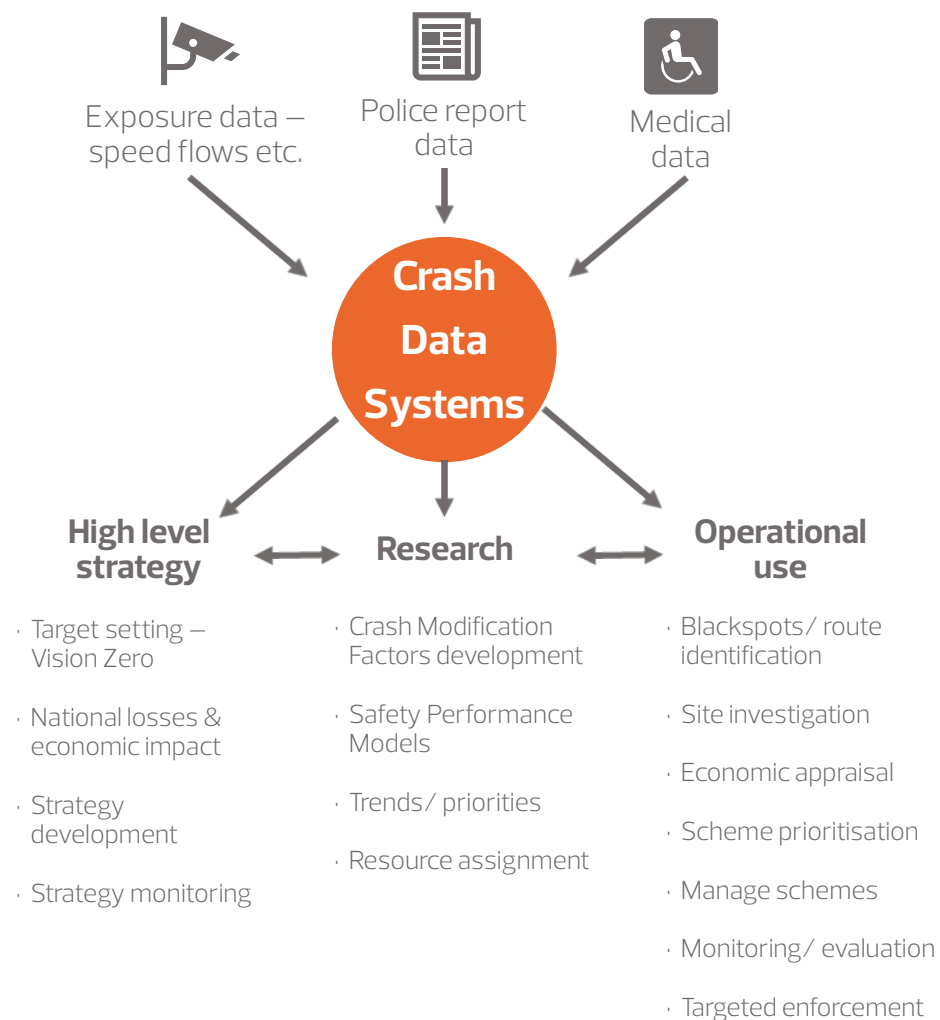 Exposure data –
speed flows etc.
Police report
data
Medical
data
Crash
Data
Systems
High level
strategy
Research
Operational
use
· Target setting –
Vision Zero
· National losses &
economic impact
· Strategy
development
· Strategy monitoring
· Crash Modification
Factors development
· Safety Performance
Models
· Trends/ priorities
· Resource assignment
· Blackspots/ route
identification
· Site investigation
· Economic appraisal
· Scheme prioritisation
· Manage schemes
· Monitoring/ evaluation
· Targeted enforcement